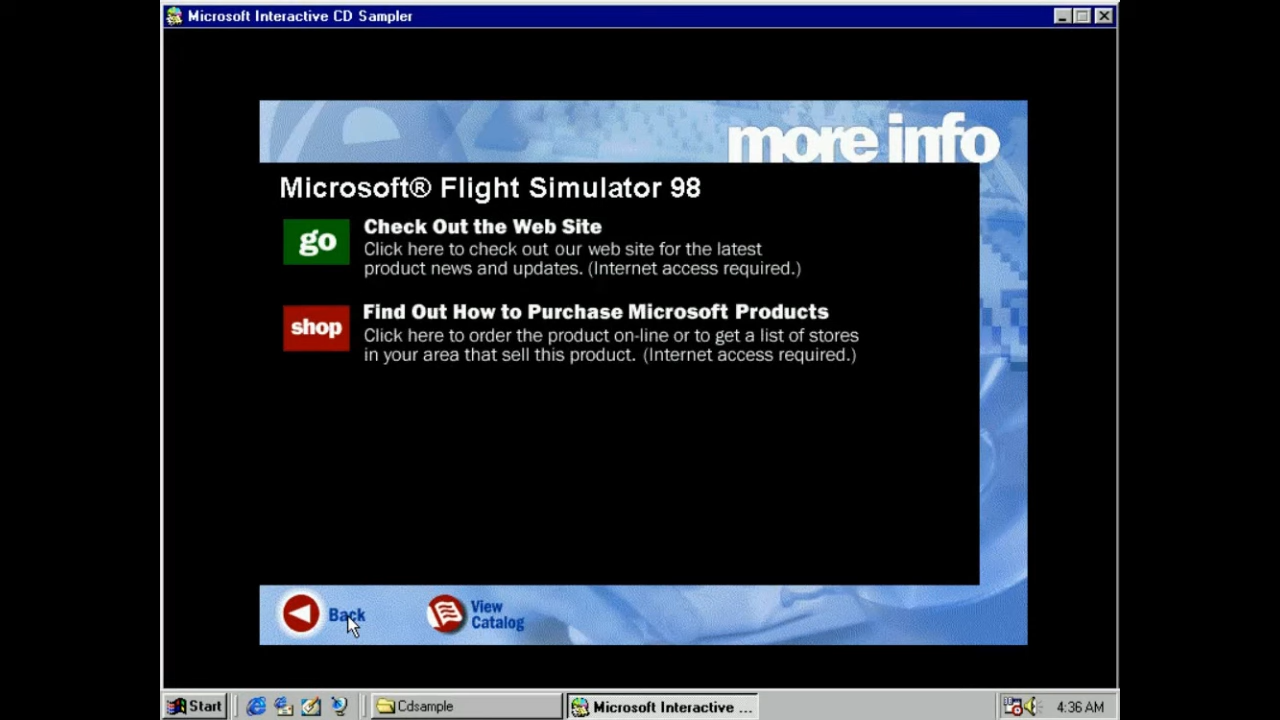 Microsoft Interactive CD Sampler
more info
Microsoft® Flight Simulator 98
go
Check Out the Web Site
Click here to check out our web site for the latest
product news and updates. (Internet access required.)
shop
Find Out How to Purchase Microsoft Products
Click here to order the product on-line or to get a list of stores
in your area that sell this product. (Internet access required.)
Back
View
Catalog
Start
Cdsample
Microsoft Interactive ...
4:36 AM